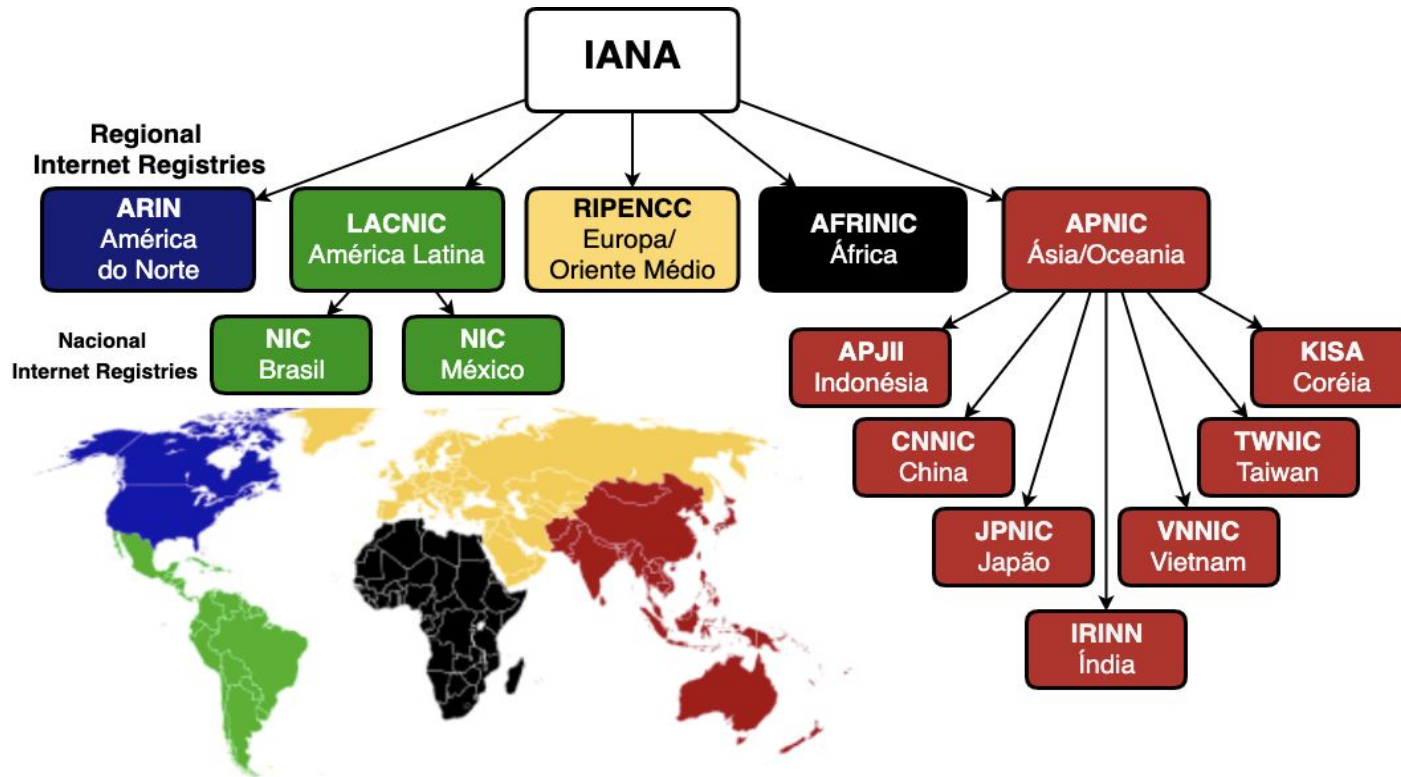 IANA
Regional
Internet Registries
ARIN
América
do Norte
LACNIC
América Latina
RIPENCC
Europa/
Oriente Médio
AFRINIC
África
APNIC
Ásia/Oceania
Nacional
Internet Registries
NIC
Brasil
NIC
México
APJII
Indonésia
KISA
Coréia
CNNIC
China
TWNIC
Taiwan
JPNIC
Japão
VNNIC
Vietnam
IRINN
Índia